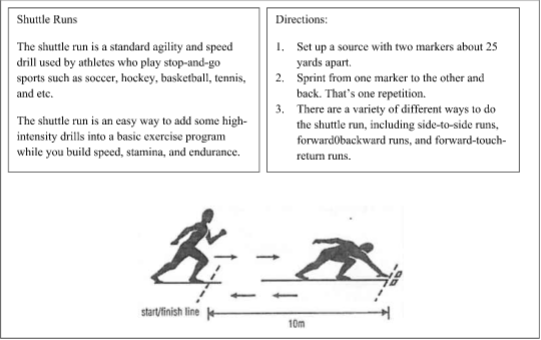 Shuttle Runs
The shuttle run is a standard agility and speed
drill used by athletes who play stop-and-go
sports such as soccer, hockey, basketball, tennis,
and etc.
The shuttle run is an easy way to add some high-
intensity drills into a basic exercise program
while you build speed, stamina, and endurance.
Directions:
1. Set up a source with two markers about 25
yards apart.
2. Sprint from one marker to the other and
back. That's one repetition.
3. There are a variety of different ways to do
the shuttle run, including side-to-side runs,
forward0backward runs, and forward-touch-
return runs.
start/finish line
10m